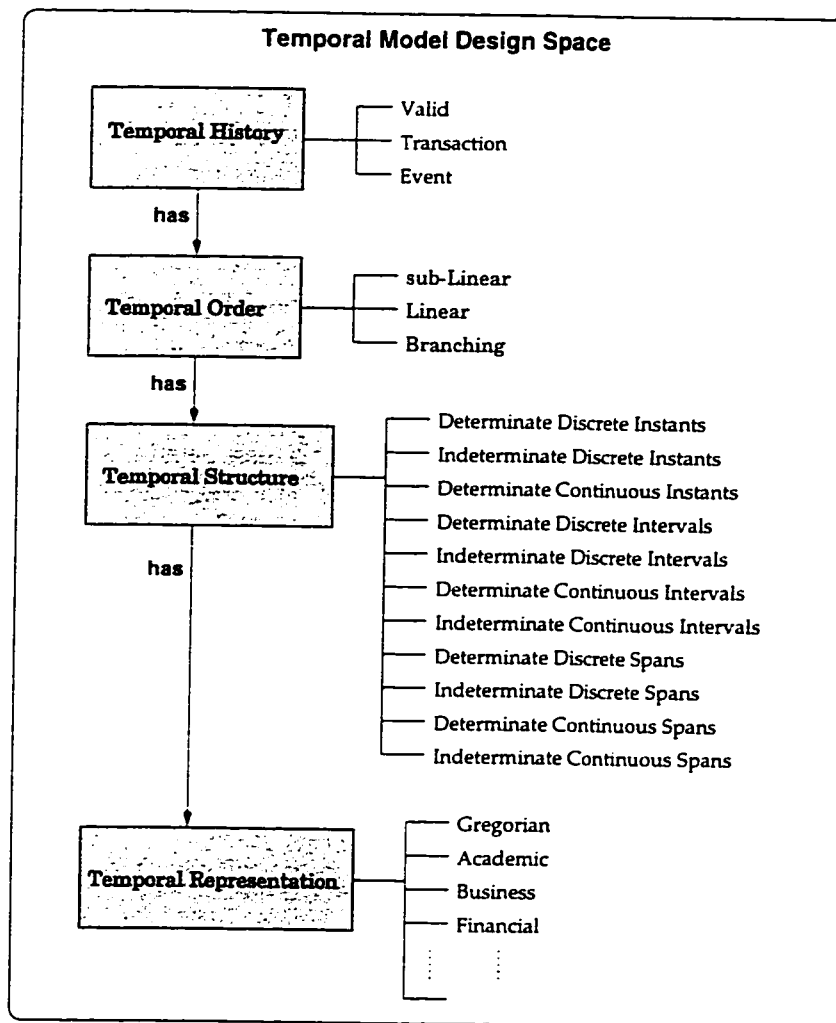 Temporal Model Design Space
Temporal History
Valid
Transaction
Event
has
Temporal Order
sub-Linear
Linear
Branching
has
Temporal Structure
Determinate Discrete Instants
Indeterminate Discrete Instants
Determinate Continuous Instants
Determinate Discrete Intervals
Indeterminate Discrete Intervals
Determinate Continuous Intervals
Indeterminate Continuous Intervals
Determinate Discrete Spans
Indeterminate Discrete Spans
Determinate Continuous Spans
Indeterminate Continuous Spans
has
Temporal Representation
Gregorian
Academic
Business
Financial